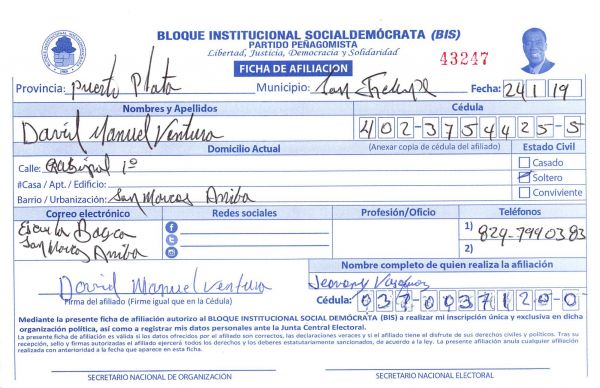 BLOQUE INSTITUCIONAL SOCIALDEMÓCRATA (BIS)
PARTIDO PEÑAGOMISTA
Libertad, Justicia, Democracia y Solidaridad
43247
FICHA DE AFILIACION
Provincia: Puerto Plata Municipio: San Fecha: 24 1 19
Nombres y Apellidos Cédula
David Manuel Ventura 402-3754425-5
Domicilio Actual (Anexar copia de cédula del afiliado) Estado Civil
Calle: 1º Casado
#Casa / Apt. / Edificio: Soltero
Barrio / Urbanización: San Marcos Arriba Conviviente
Correo electrónico Redes sociales Profesión/Oficio Teléfonos
Escuela 1) 829-7990383
San Marcos Arriba 2)
Nombre completo de quien realiza la afiliación
David Manuel Ventura
Firma del afiliado (Firme igual que en la Cédula) Cédula: 037-0037120-0
Mediante la presente ficha de afiliación autorizo al BLOQUE INSTITUCIONAL SOCIAL DEMÓCRATA (BIS) a realizar mi inscripción única y exclusiva en dicha
organización política, así como a registrar mis datos personales ante la Junta Central Electoral.
La presente ficha de afiliación es válida si los datos ofrecidos por el afiliado son correctos, las declaraciones veraces y si el afiliado tiene el disfrute de sus derechos civiles y políticos. Tras su
recepción, sello y firmas autorizadas el afiliado ejercerá todos los derechos y los deberes estatutariamente sancionados, de acuerdo a la ley. La presente afiliación anula cualquier afiliación
realizada con anterioridad a la fecha que aparece en esta ficha.
SECRETARIO NACIONAL DE ORGANIZACIÓN SECRETARIO NACIONAL ELECTORAL